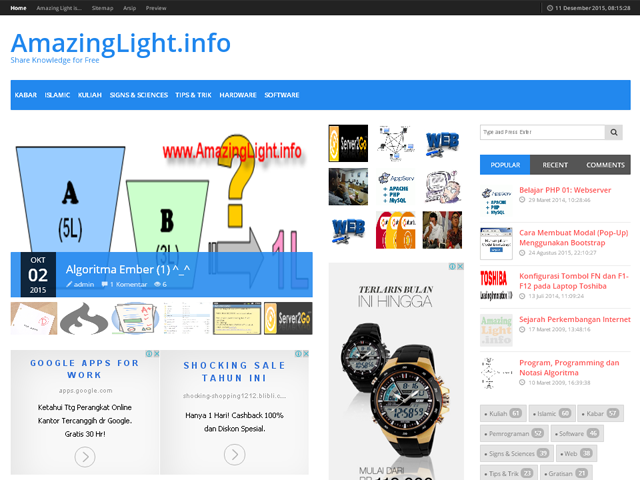 Home Amazing Light is... Sitemap Arsip Preview
11 Desember 2015, 08:15:28
AmazingLight.info
Share Knowledge for Free
KABAR ISLAMIC KULIAH SIGNS & SCIENCES TIPS & TRIK HARDWARE SOFTWARE
www.AmazingLight.info
A
(5L)
B
(3L)
?
1L
OKT
02
2015
Algoritma Ember (1) ^_^
admin 1 Komentar 6
Server2Go
GOOGLE APPS FOR
WORK
apps.google.com
Ketahui Ttg Perangkat Online
Kantor Tercanggih dr Google.
Gratis 30 Hr!
SHOCKING SALE
TAHUN INI
shocking-shopping1212.blibli.c...
Hanya 1 Hari! Cashback 100%
dan Diskon Spesial.
Server2Go
WEB
AppServ
APACHE
PHP
MySQL
WEB
TERLARIS BULAN
INI HINGGA
MULAI DARI
Type and Press Enter
POPULAR RECENT COMMENTS
AppServ
APACHE
PHP
MySQL
Belajar PHP 01: Webserver
29 Maret 2014, 13:28:46
Cara Membuat Modal (Pop-Up)
Menggunakan Bootstrap
24 Agustus 2015, 22:10:27
TOSHIBA
Konfigurasi Tombol FN dan F1-
F12 pada Laptop Toshiba
13 Juli 2014, 11:09:24
Amazing
Light
.info
Sejarah Perkembangan Internet
17 Maret 2009, 13:48:16
Program, Programming dan
Notasi Algoritma
10 Maret 2009, 16:39:38
Kuliah 61
Islamic 60
Kabar 57
Pemrograman 52
Software 46
Signs & Sciences 39
Web 38
Tips & Trik 23
Gratisan 21